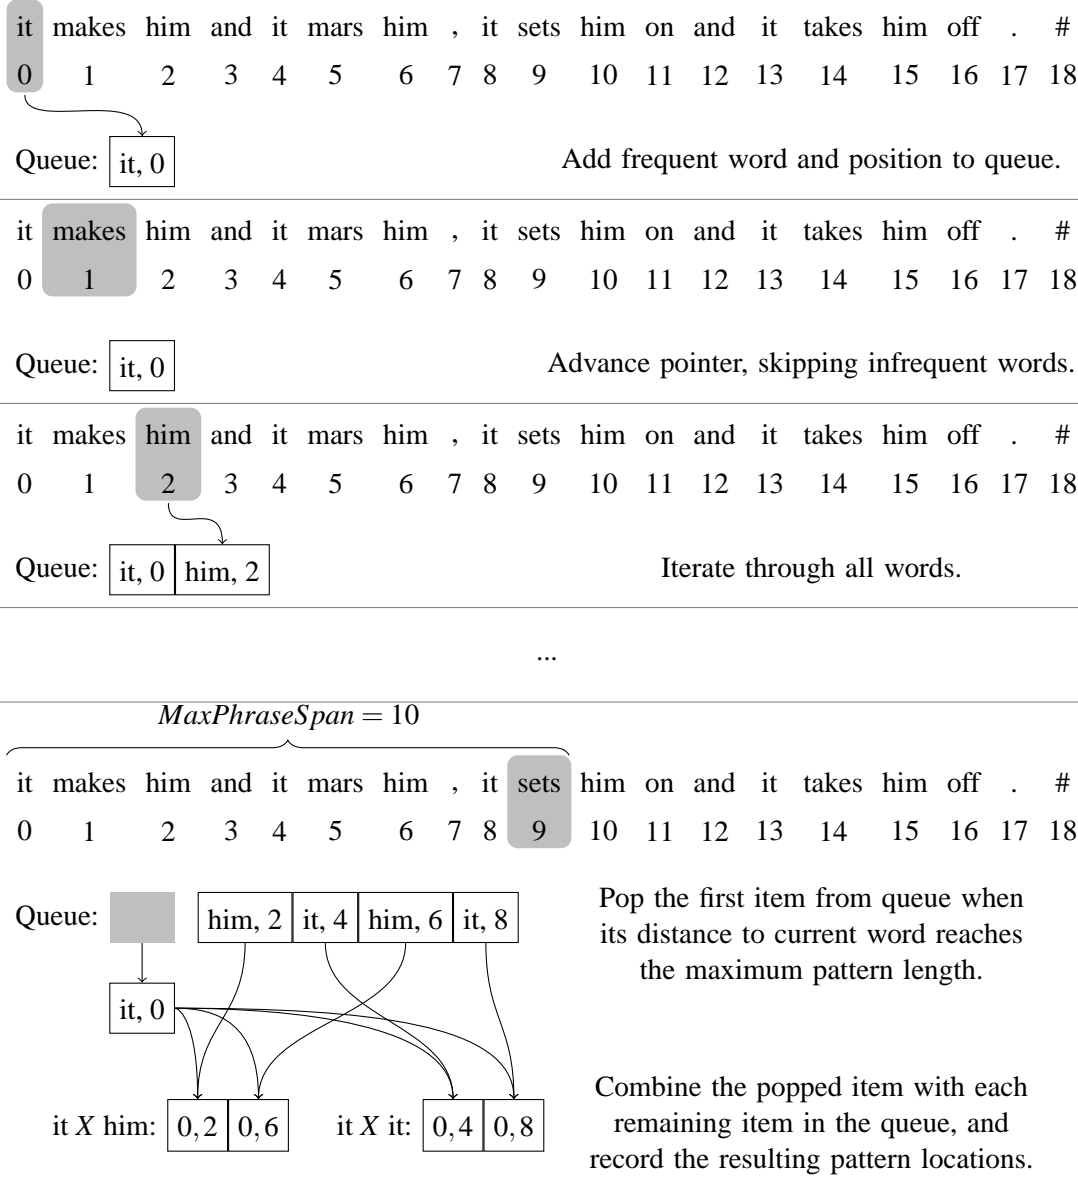 it makes him and it mars him , it sets him on and it takes him off . #
0 1 2 3 4 5 6 7 8 9 10 11 12 13 14 15 16 17 18
Queue: it, 0 Add frequent word and position to queue.
it makes him and it mars him , it sets him on and it takes him off . #
0 1 2 3 4 5 6 7 8 9 10 11 12 13 14 15 16 17 18
Queue: it, 0 Advance pointer, skipping infrequent words.
it makes him and it mars him , it sets him on and it takes him off . #
0 1 2 3 4 5 6 7 8 9 10 11 12 13 14 15 16 17 18
Queue: it, 0 him, 2 Iterate through all words.
...
MaxPhraseSpan = 10
it makes him and it mars him , it sets him on and it takes him off . #
0 1 2 3 4 5 6 7 8 9 10 11 12 13 14 15 16 17 18
Queue: him, 2 it, 4 him, 6 it, 8
Pop the first item from queue when
its distance to current word reaches
the maximum pattern length.
it, 0
it X him: 0,2 0,6 it X it: 0,4 0,8
Combine the popped item with each
remaining item in the queue, and
record the resulting pattern locations.